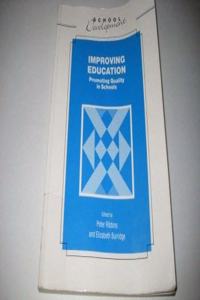 SCHOOL
Development
IMPROVING
EDUCATION
Promoting Quality
in Schools
Edited by
Peter Ribbins
and Elizabeth Burridge